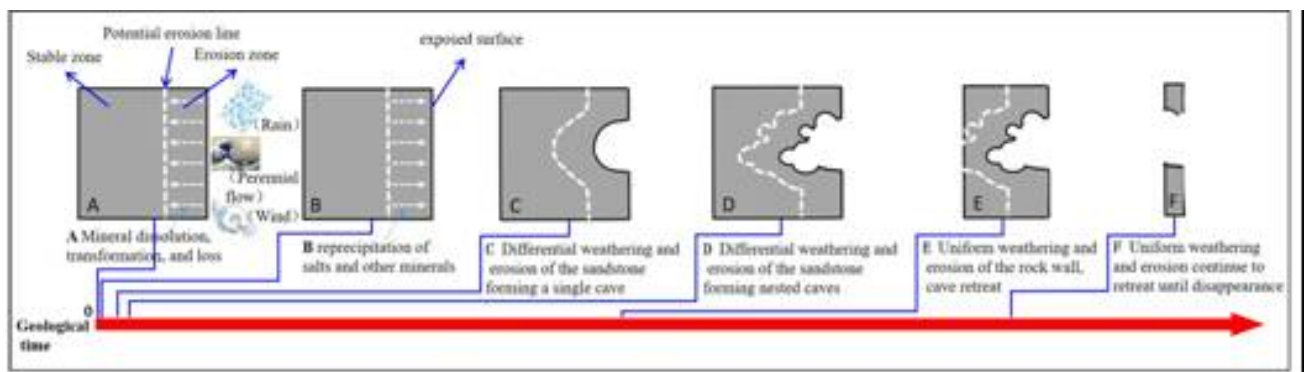 Potential erosion line
Stable zone
Erosion zone
exposed surface
(Rain)
(Perennial
flow)
(Wind)
A
B
C
D
E
F
A Mineral dissolution,
transformation, and loss
B reprecipitation of
salts and other minerals
C Differential weathering and
erosion of the sandstone
forming a single cave
D Differential weathering and
erosion of the sandstone
forming nested caves
E Uniform weathering and
erosion of the rock wall,
cave retreat
F Uniform weathering
and erosion continue to
retreat until disappearance
0
Geological
time